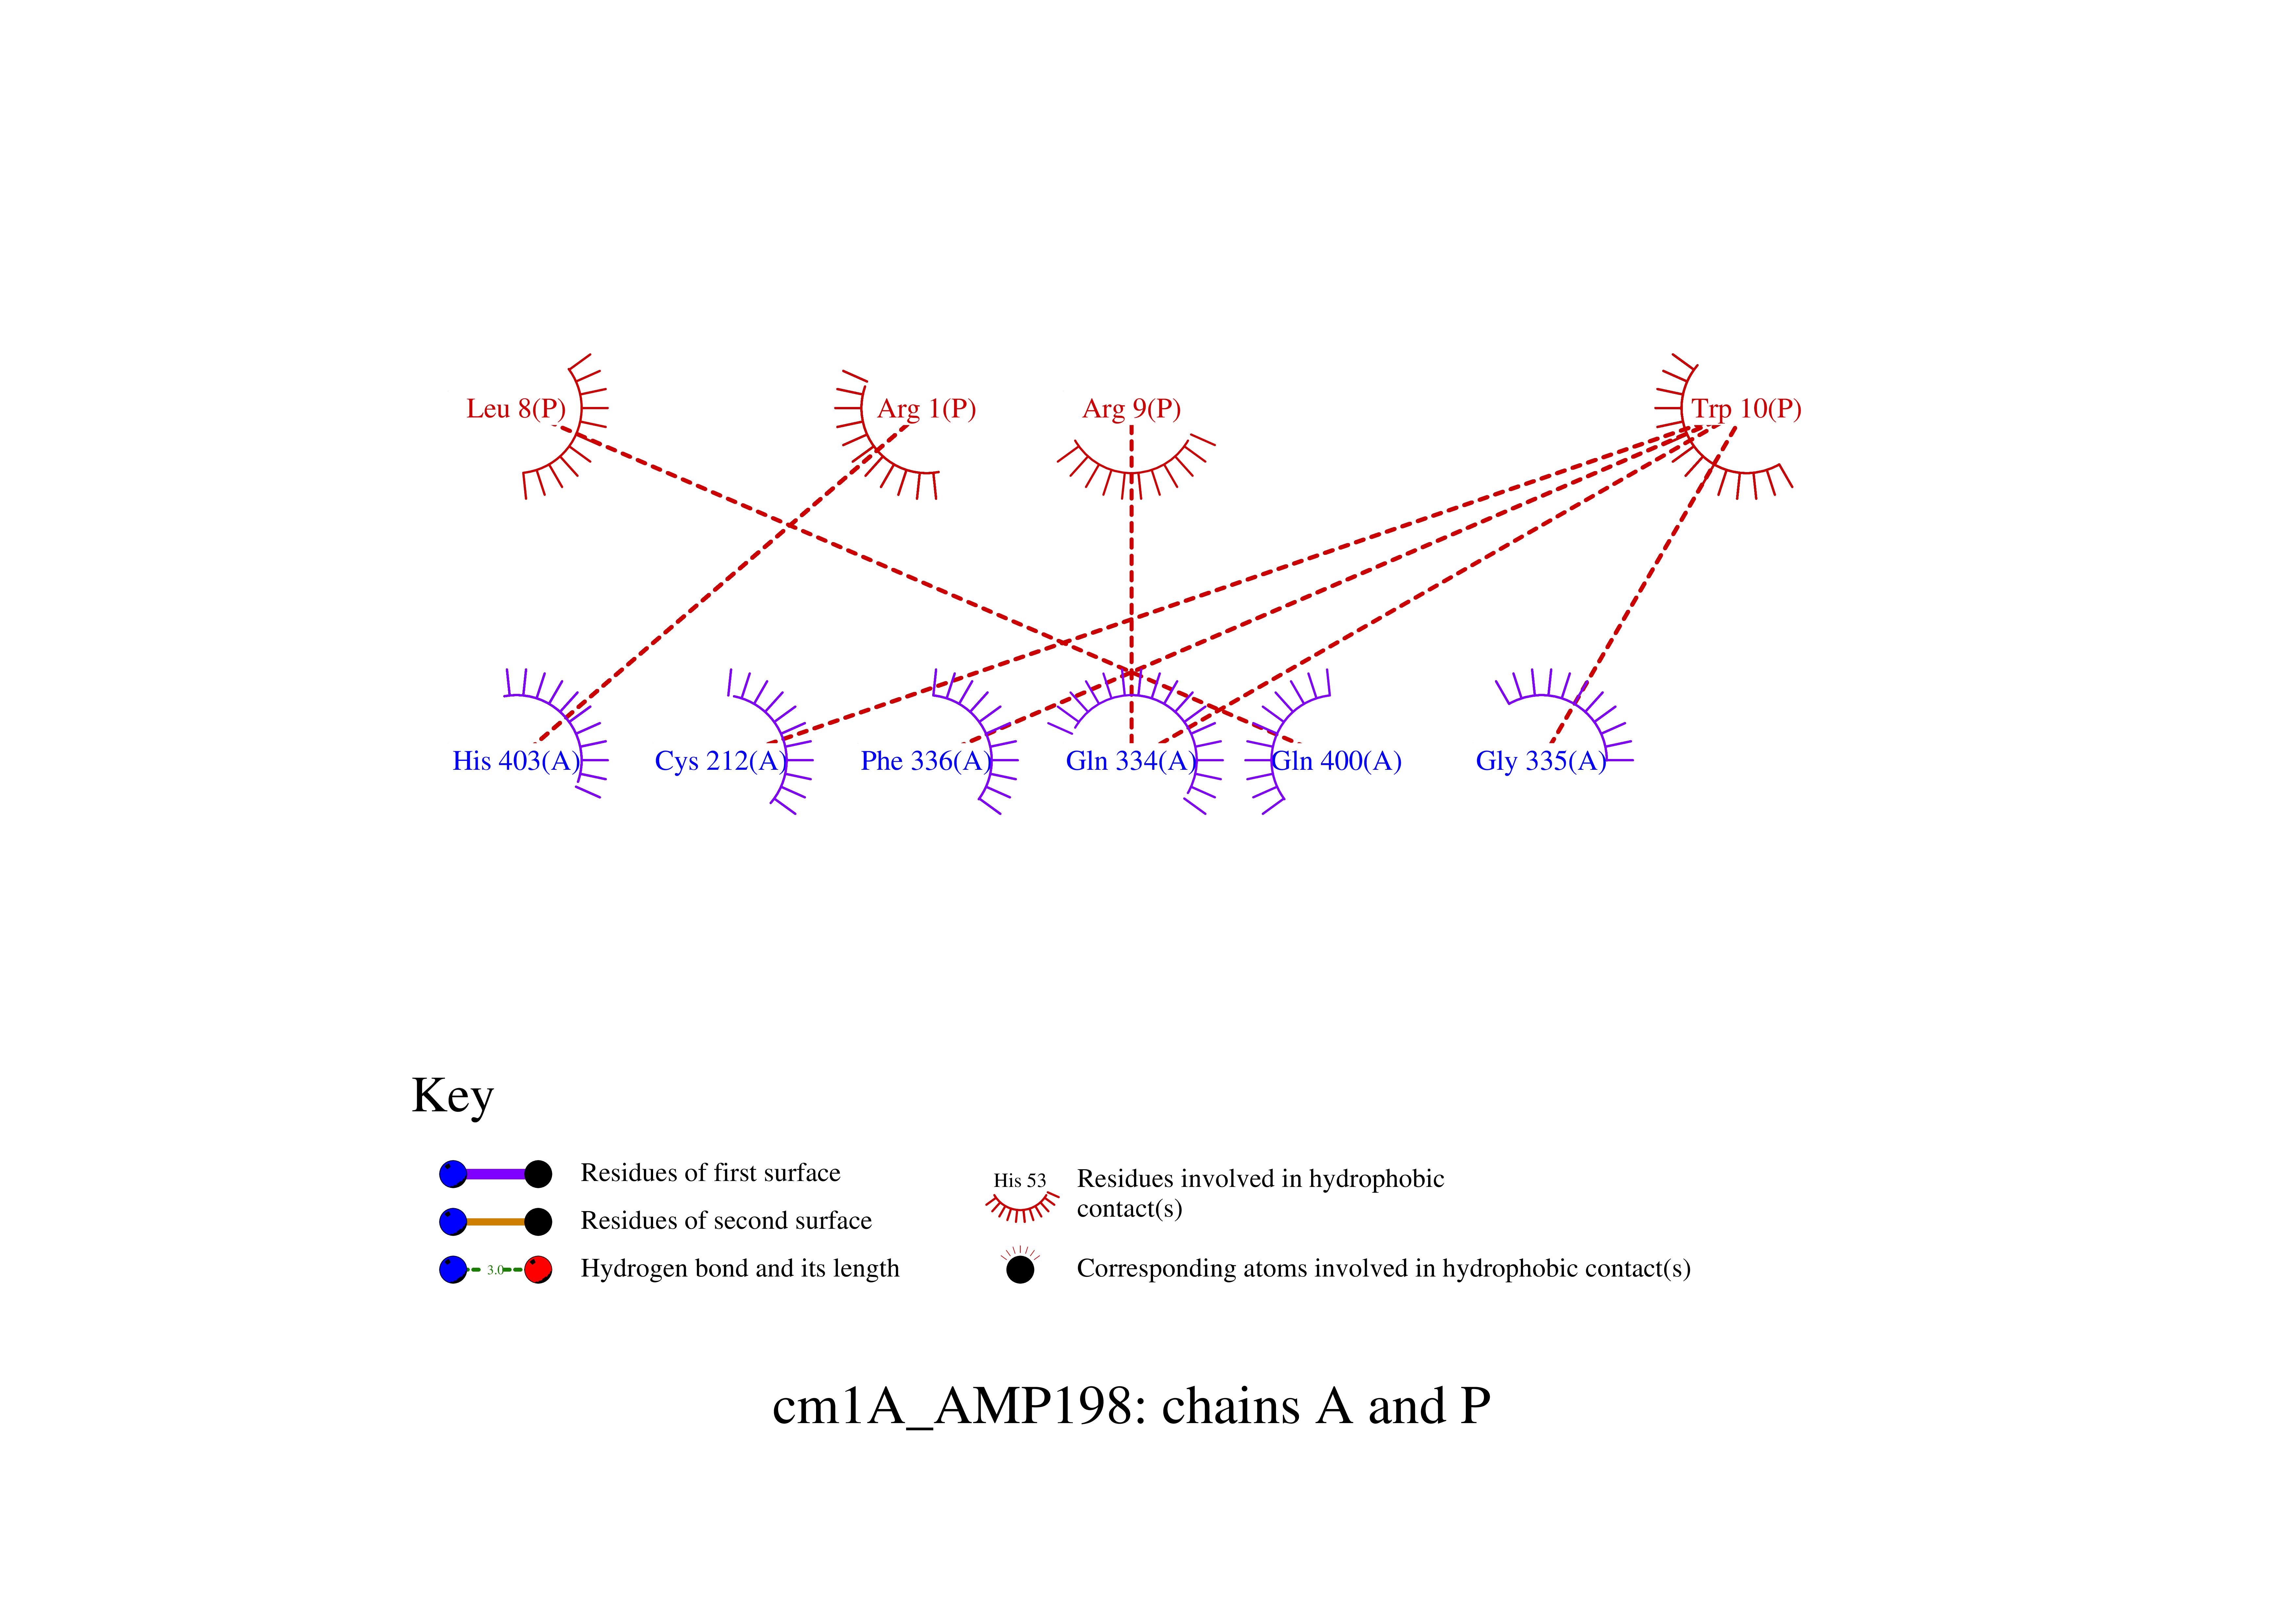 Leu 8(P) Arg 1(P) Arg 9(P) Trp 10(P)
His 403(A) Cys 212(A) Phe 336(A) Gln 334(A) Gln 400(A) Gly 335(A)
Key
Residues of first surface
Residues of second surface
3.0 Hydrogen bond and its length
His 53 Residues involved in hydrophobic
contact(s)
Corresponding atoms involved in hydrophobic contact(s)
cm1A_AMP198: chains A and P